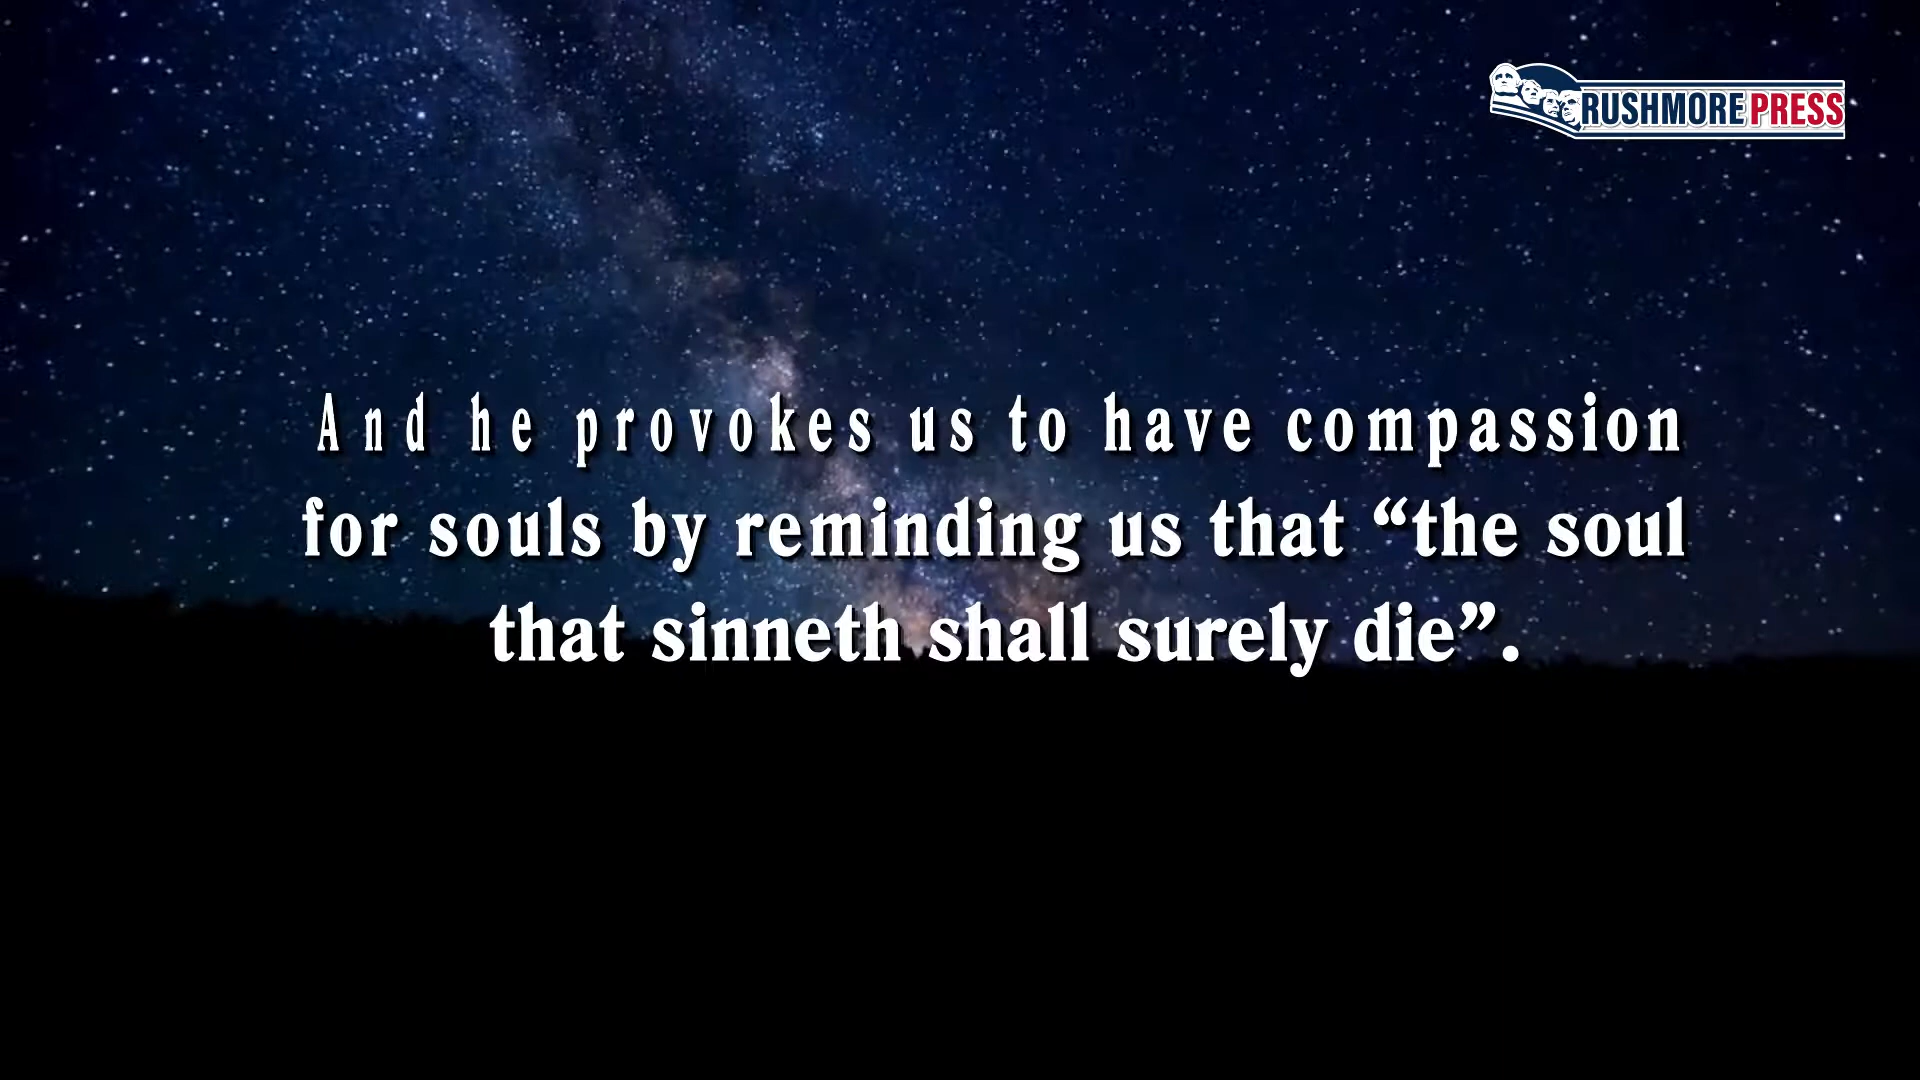 RUSHMORE PRESS
And he provokes us to have compassion
for souls by reminding us that “the soul
that sinneth shall surely die”.